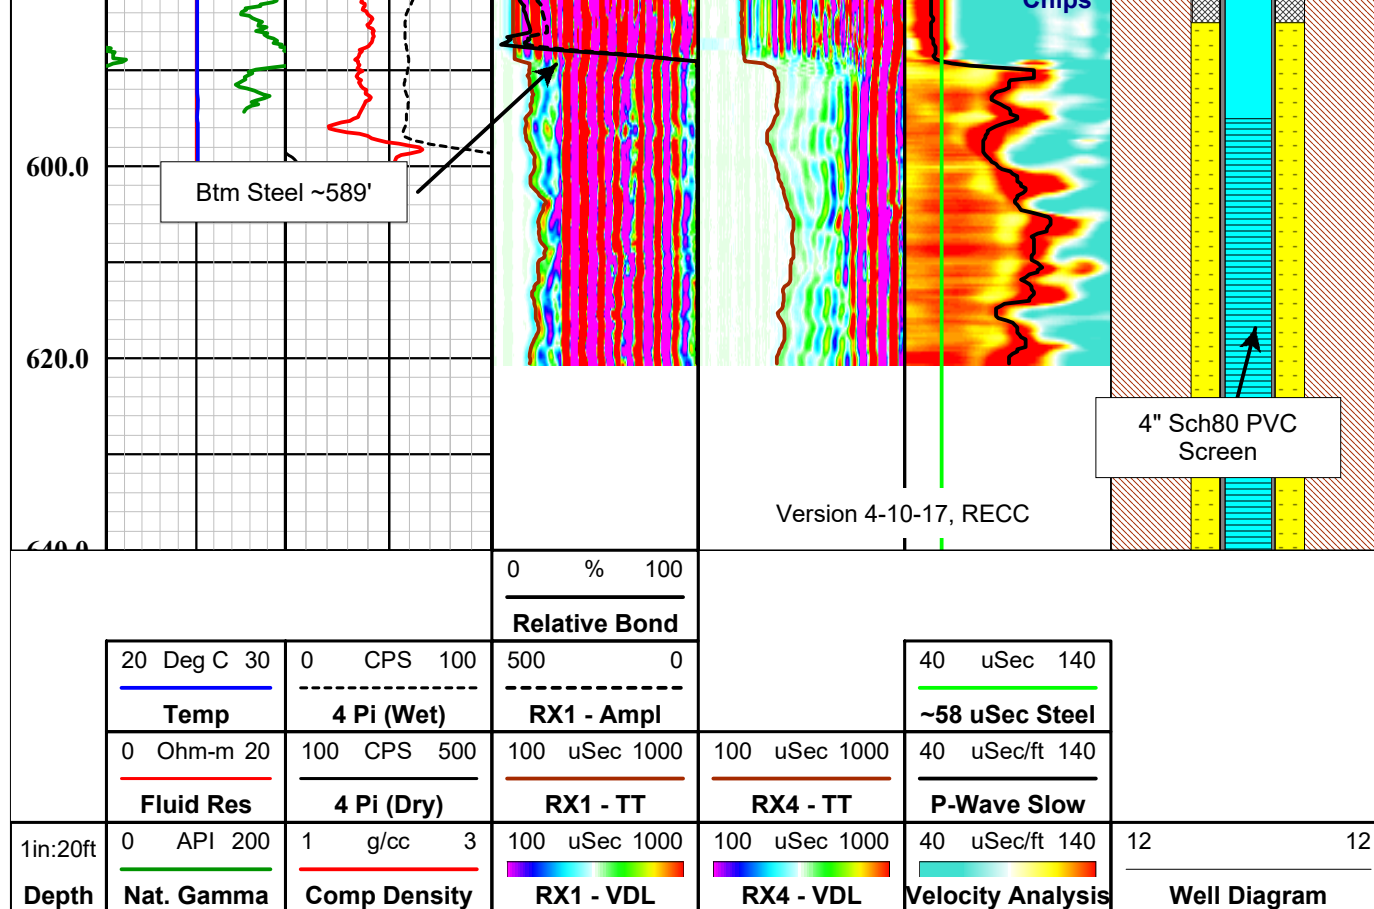 Chips
600.0
Btm Steel ~589'
620.0
4" Sch80 PVC
Screen
Version 4-10-17, RECC
640.0
0 % 100
Relative Bond
20 Deg C 30
Temp
0 CPS 100
4 Pi (Wet)
500 0
RX1 - Ampl
40 uSec 140
~58 uSec Steel
0 Ohm-m 20
Fluid Res
100 CPS 500
4 Pi (Dry)
100 uSec 1000
RX1 - TT
100 uSec 1000
RX4 - TT
40 uSec/ft 140
P-Wave Slow
1in:20ft
Depth
0 API 200
Nat. Gamma
1 g/cc 3
Comp Density
100 uSec 1000
RX1 - VDL
100 uSec 1000
RX4 - VDL
40 uSec/ft 140
Velocity Analysis
12 12
Well Diagram